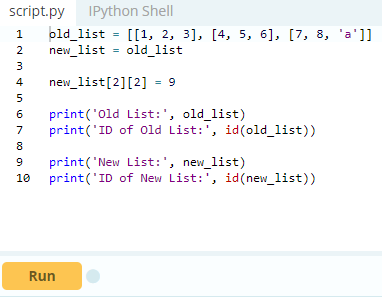 script.py IPython Shell
1 old_list = [[1, 2, 3], [4, 5, 6], [7, 8, 'a']]
2 new_list = old_list
3
4 new_list[2][2] = 9
5
6 print('Old List:', old_list)
7 print('ID of Old List:', id(old_list))
8
9 print('New List:', new_list)
10 print('ID of New List:', id(new_list))
Run